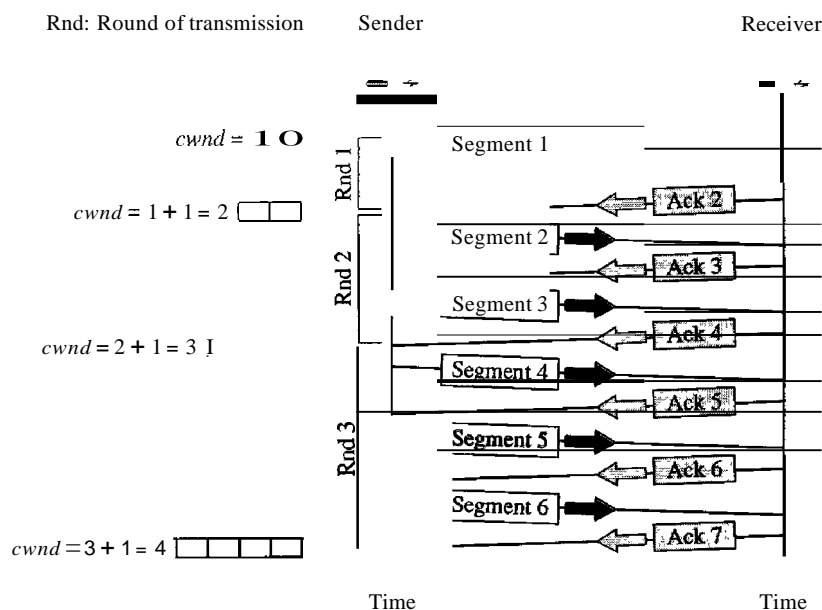 Rnd: Round of transmission Sender Receiver
cwnd = 1 0
Rnd 1
Segment 1
Ack 2
cwnd = 1 + 1 = 2
Rnd 2
Segment 2
Ack 3
Segment 3
Ack 4
cwnd = 2 + 1 = 3 I
Rnd 3
Segment 4
Ack 5
Segment 5
Ack 6
Segment 6
Ack 7
cwnd = 3 + 1 = 4
Time Time